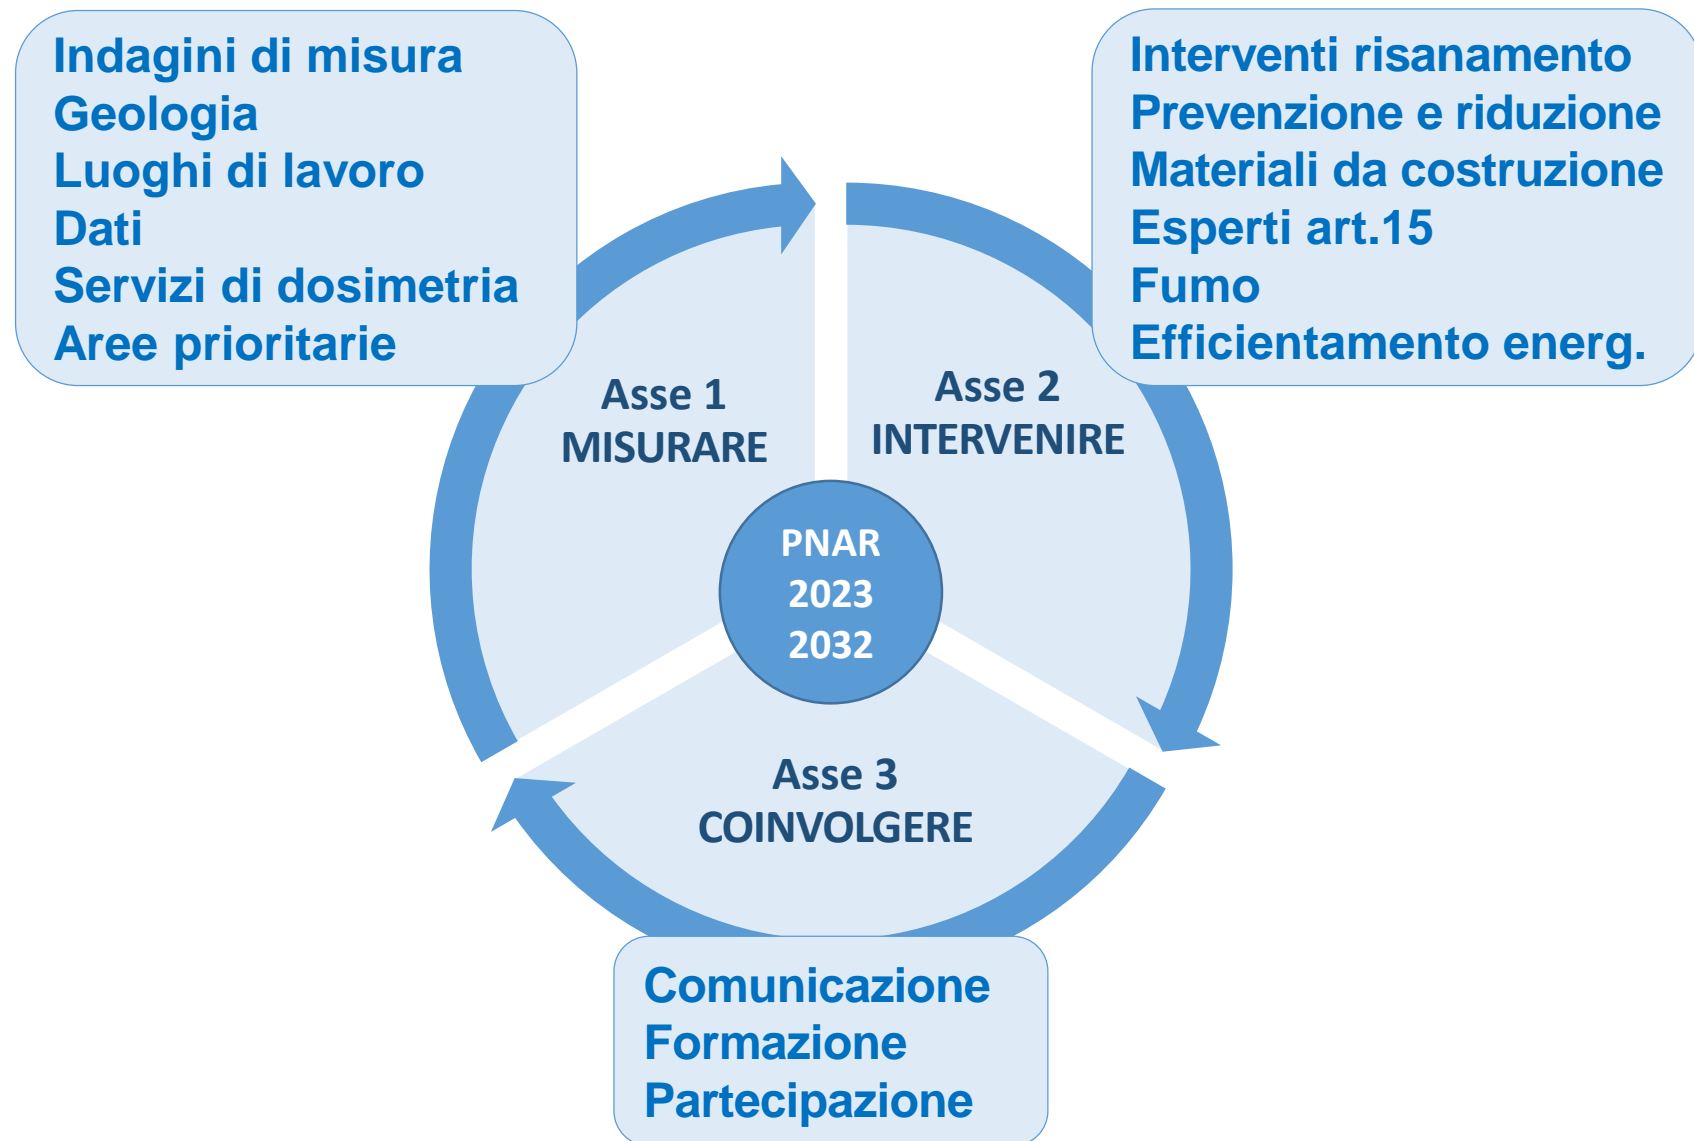 Indagini di misura
Geologia
Luoghi di lavoro
Dati
Servizi di dosimetria
Aree prioritarie
Interventi risanamento
Prevenzione e riduzione
Materiali da costruzione
Esperti art.15
Fumo
Efficientamento energ.
Asse 1
MISURARE
Asse 2
INTERVENIRE
PNAR
2023
2032
Asse 3
COINVOLGERE
Comunicazione
Formazione
Partecipazione